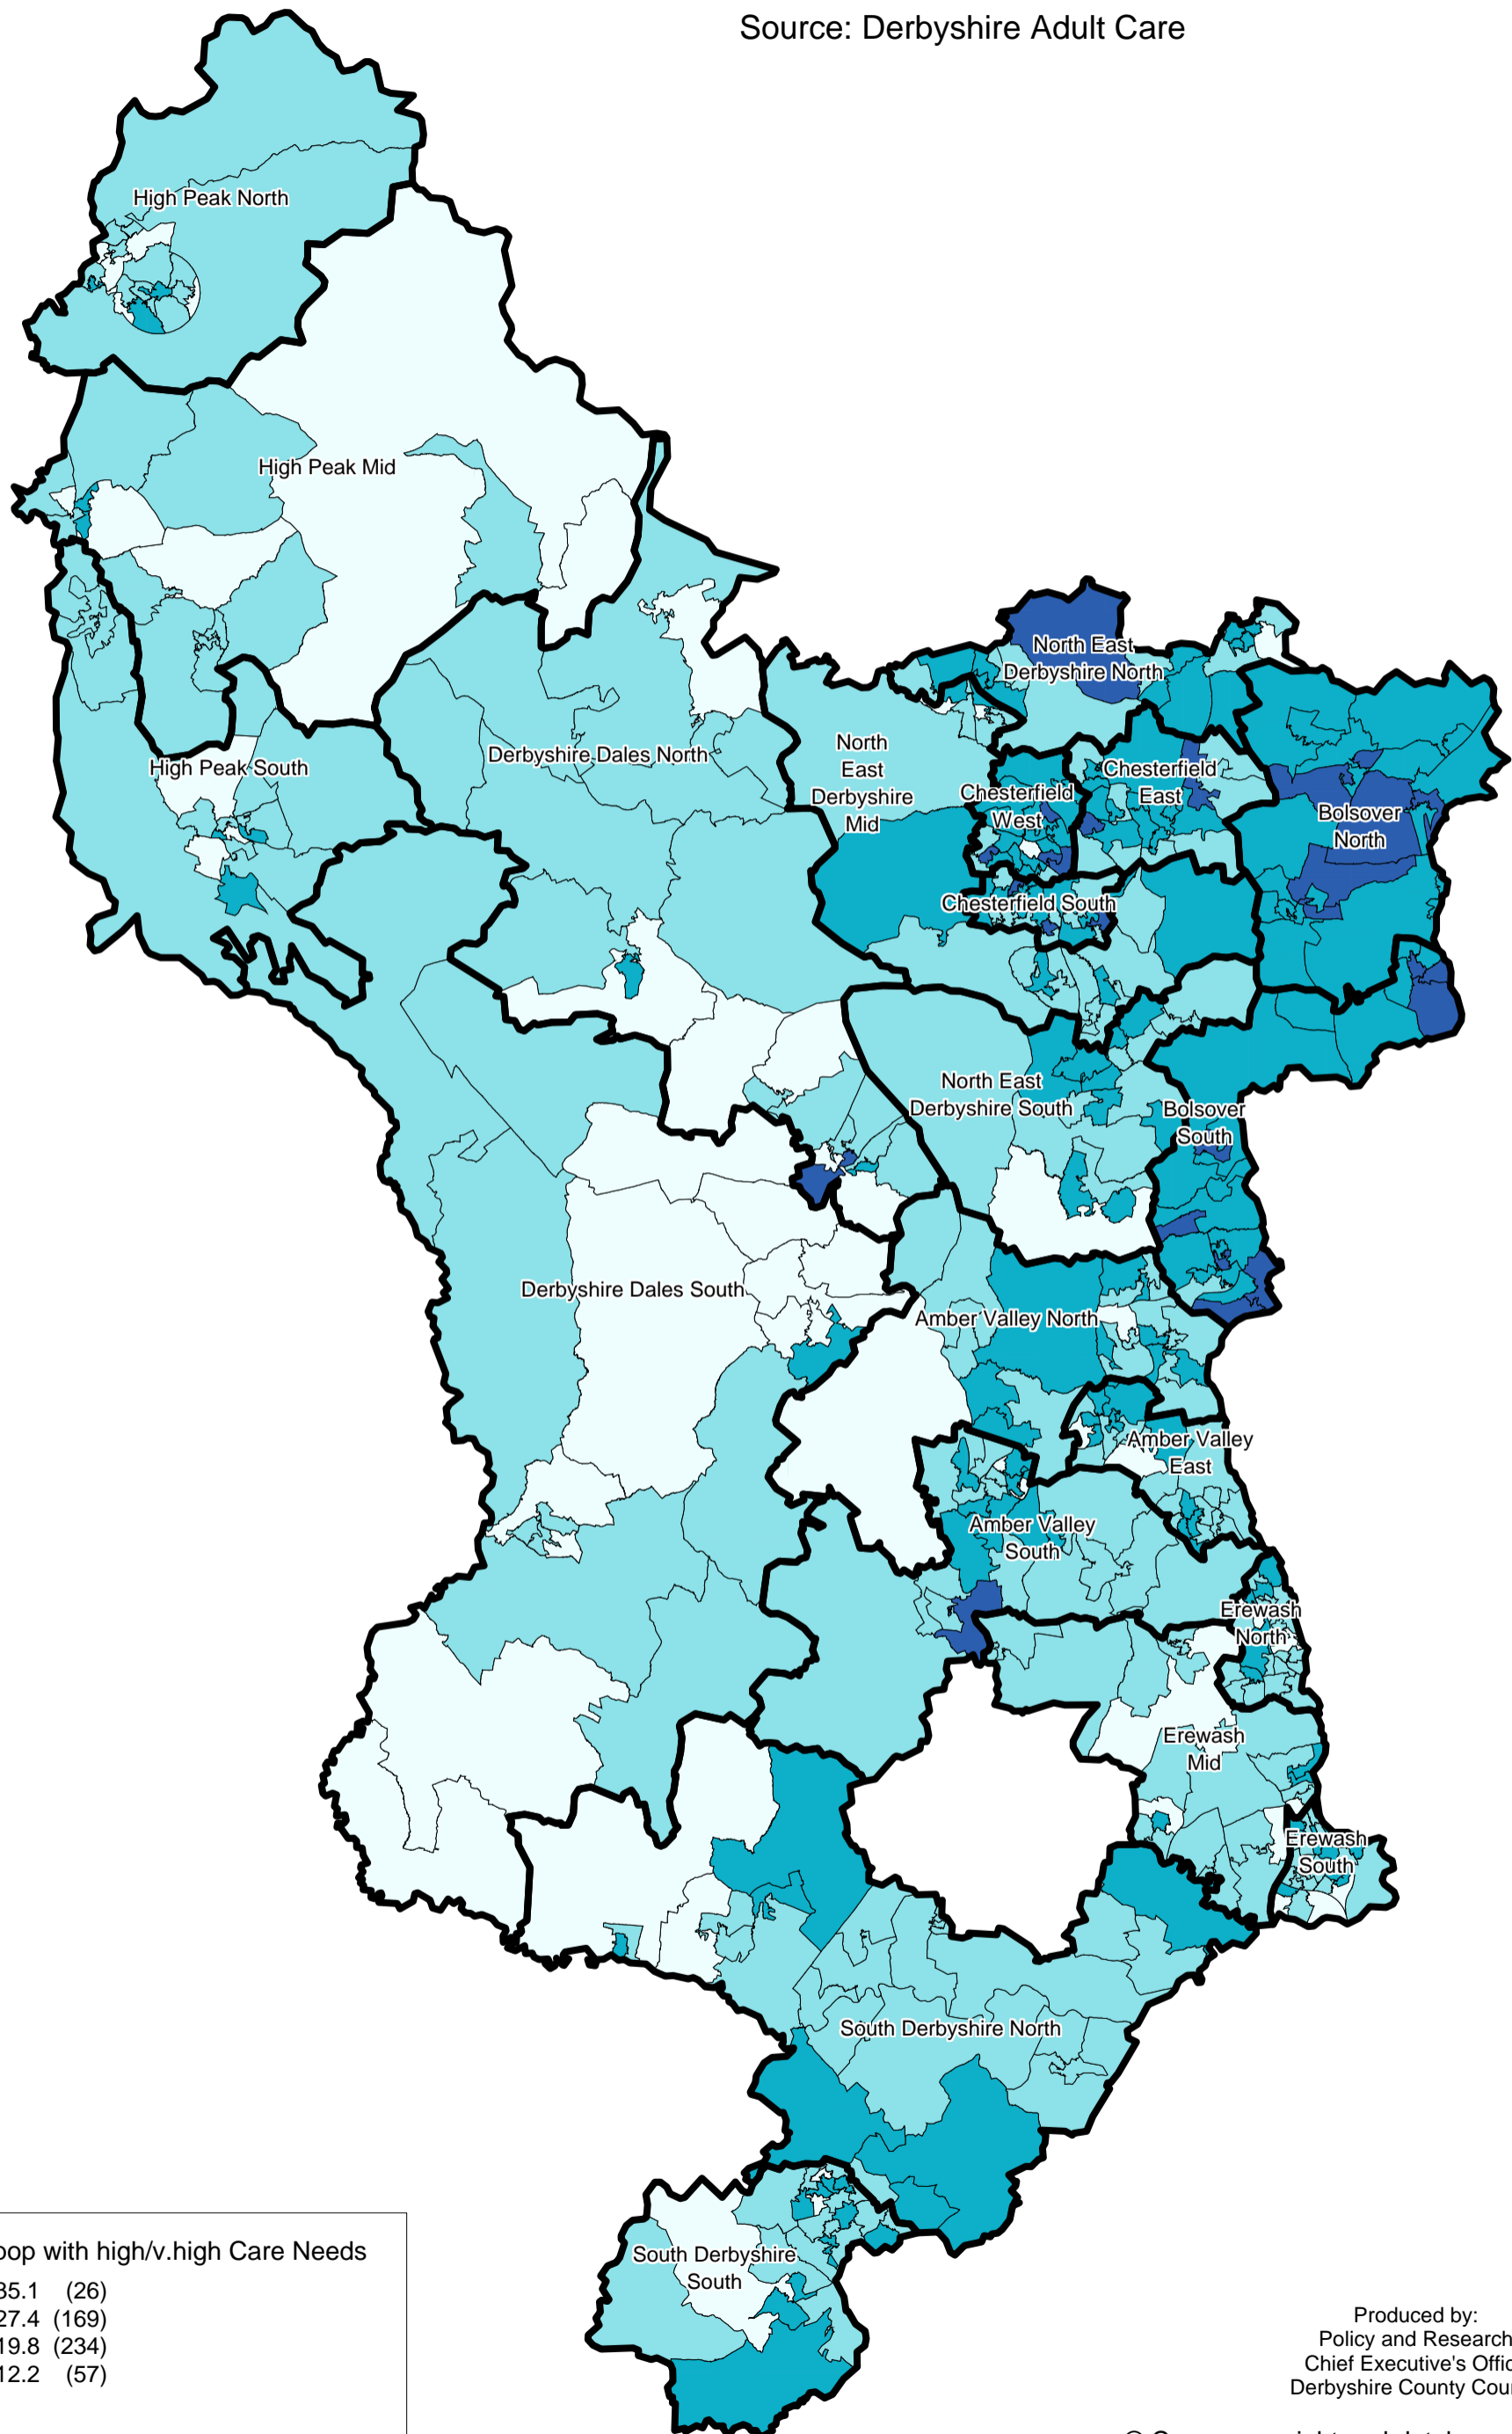 Source: Derbyshire Adult Care
High Peak North
High Peak Mid
North East
Derbyshire North
Derbyshire Dales North
High Peak South
North
East
Derbyshire
Mid
Chesterfield
West
Chesterfield
East
Bolsover
North
Chesterfield South
North East
Derbyshire South
Bolsover
South
Derbyshire Dales South
Amber Valley North
Amber Valley
East
Amber Valley
South
Erewash
North
Erewash
Mid
Erewash
South
South Derbyshire North
South Derbyshire
South
pop with high/v.high Care Needs
35.1 (26)
27.4 (169)
19.8 (234)
12.2 (57)
Produced by:
Policy and Research
Chief Executive's Offic
Derbyshire County Cou